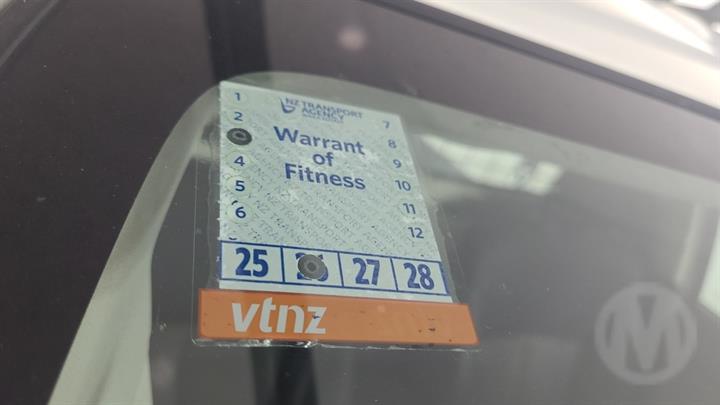 NZ TRANSPORT
AGENCY
Warrant
of
Fitness
1
2
4
5
6
7
8
9
10
11
12
25 26 27 28
vtnz
M